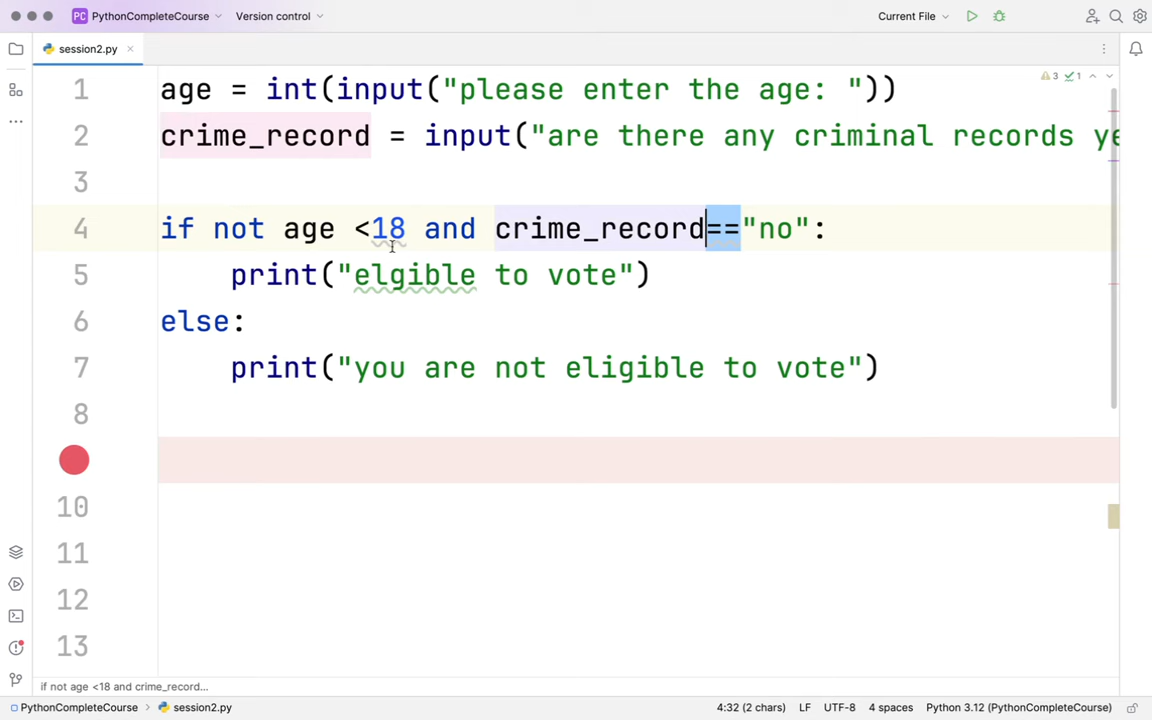 PC PythonCompleteCourse Version control Current File
session2.py
3 1
1 age = int(input("please enter the age: "))
2 crime_record = input("are there any criminal records ye
3
4 if not age <18 and crime_record=="no":
5 print("elgible to vote")
6 else:
7 print("you are not eligible to vote")
8
10
11
12
13
if not age <18 and crime_record...
PythonCompleteCourse session2.py 4:32 (2 chars) LF UTF-8 4 spaces Python 3.12 (PythonCompleteCourse)